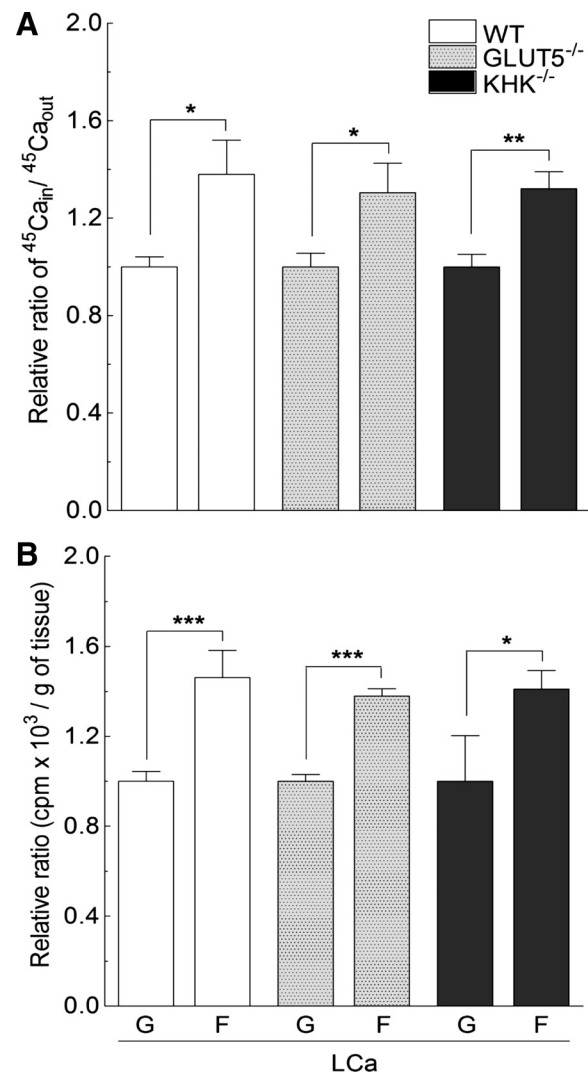 A
2.0
1.6
1.2
0.8
0.4
0.0
Relative ratio of ⁴⁵Caᵢₙ/ ⁴⁵Caₒᵤₜ
WT
GLUT5⁻/⁻
KHK⁻/⁻
*
*
**
B
2.0
1.6
1.2
0.8
0.4
0.0
Relative ratio (cpm x 10³ / g of tissue)
***
***
*
G F G F G F
LCa